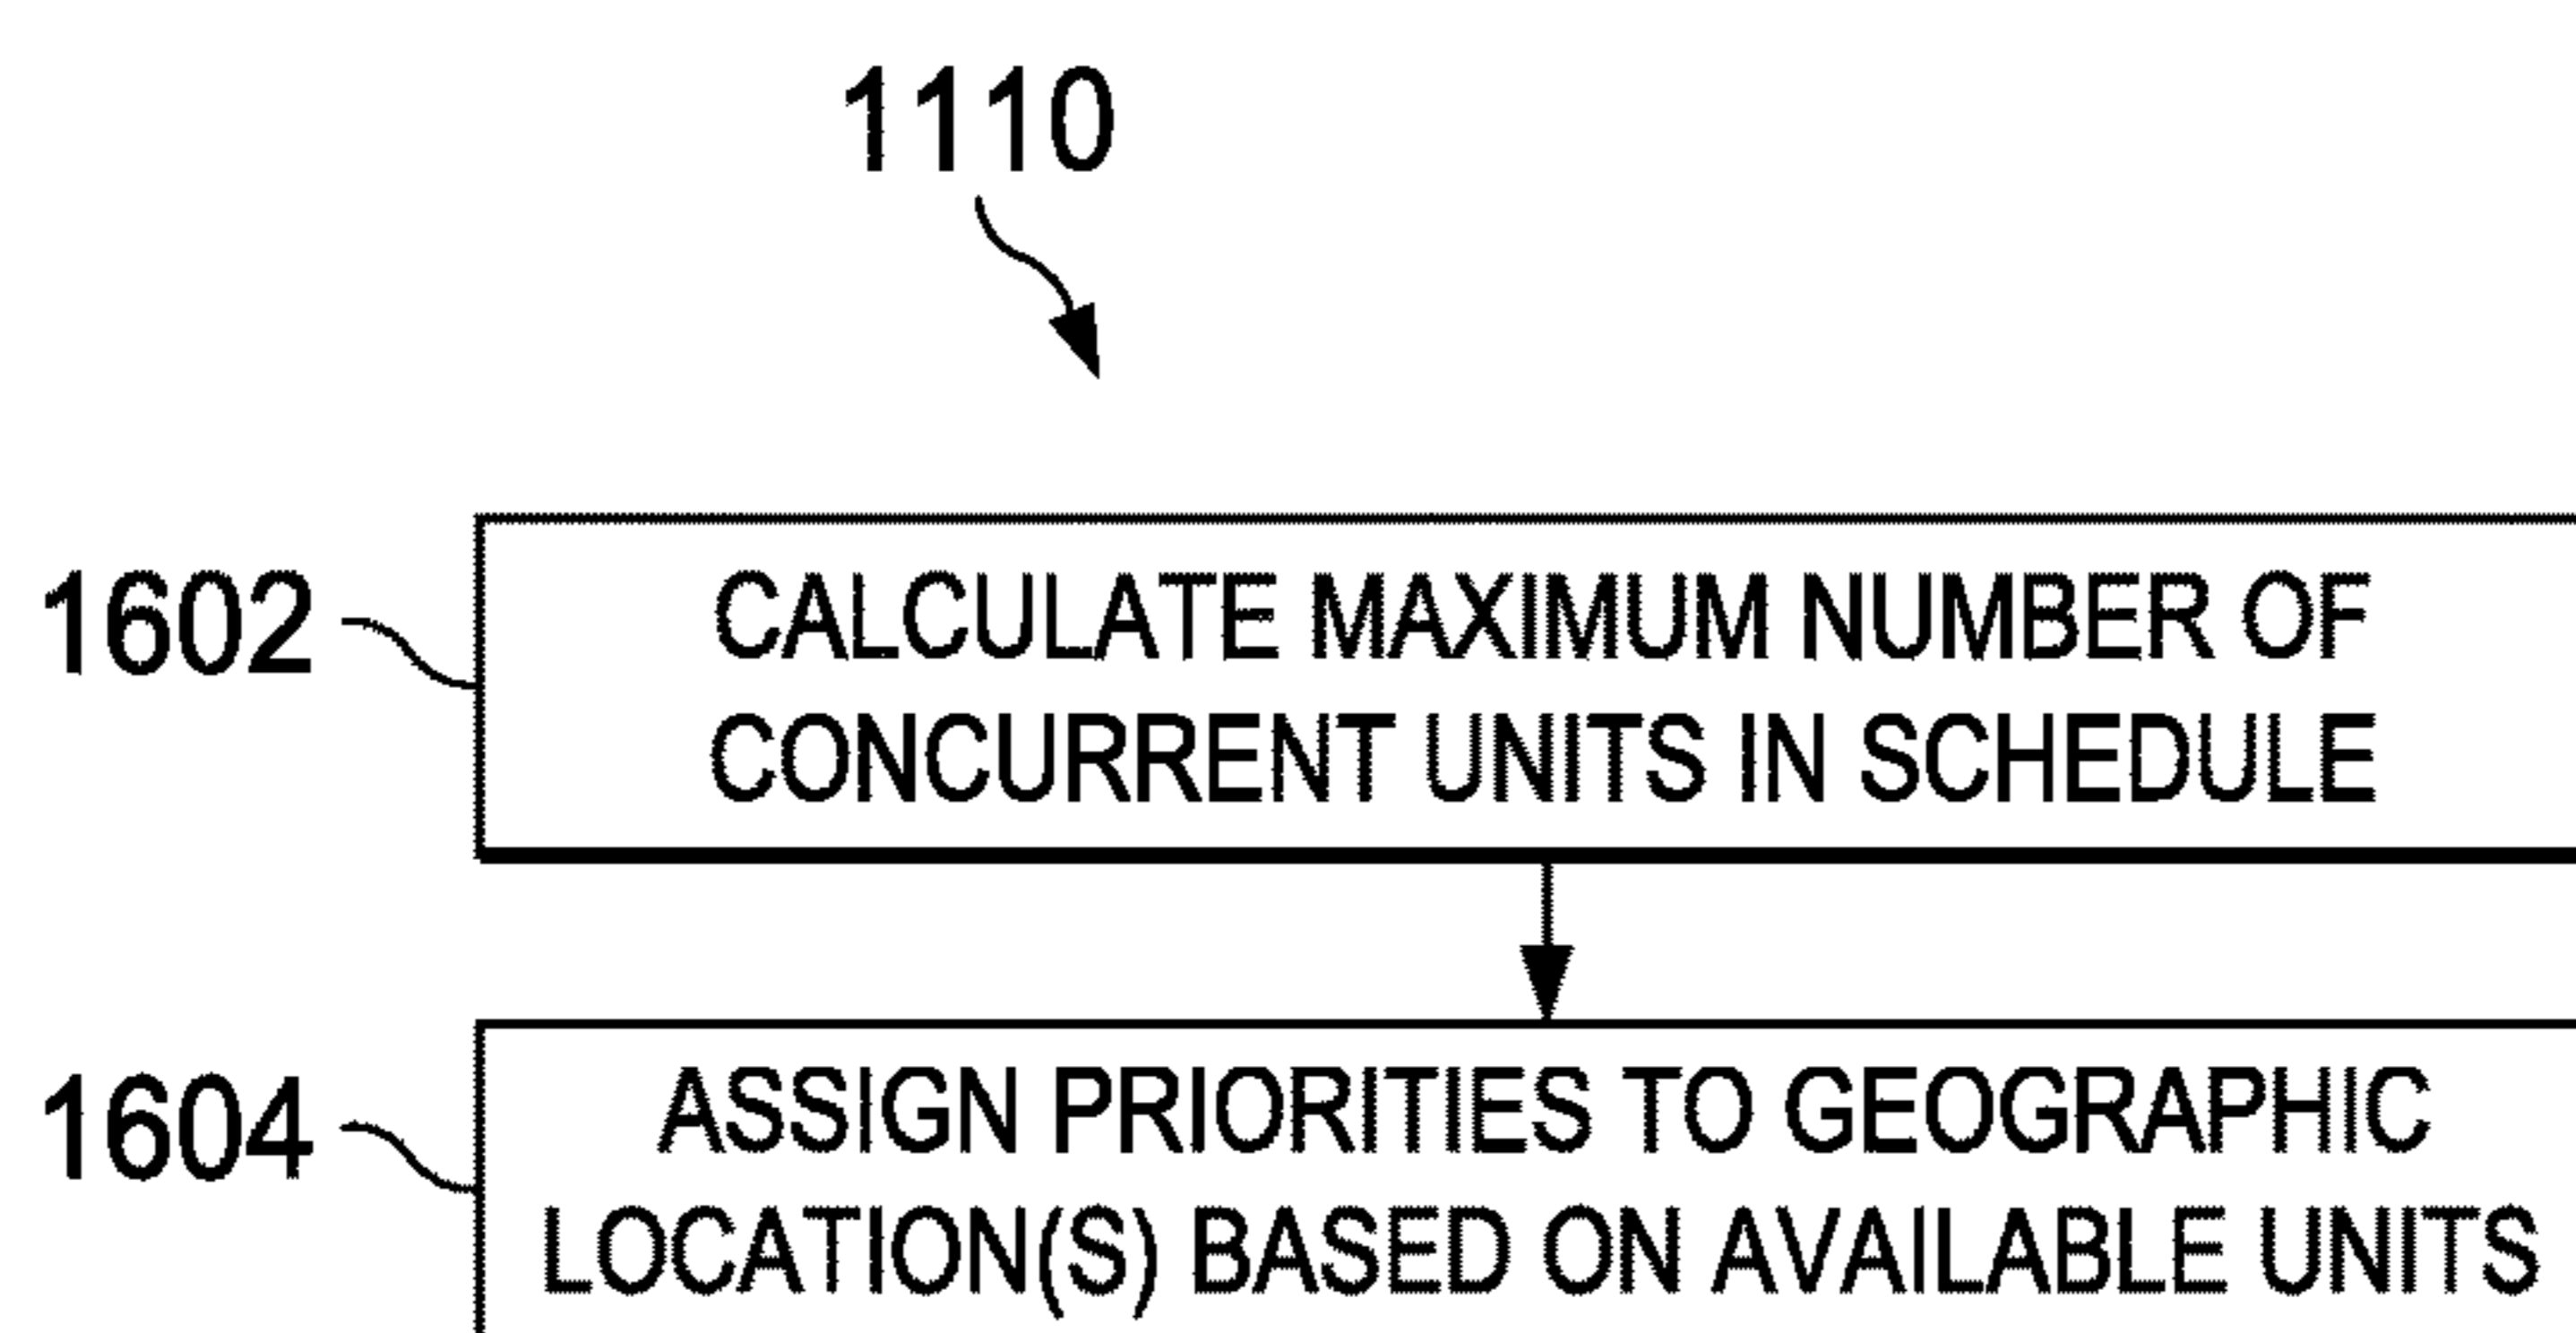 1110
1602
CALCULATE MAXIMUM NUMBER OF
CONCURRENT UNITS IN SCHEDULE
1604
ASSIGN PRIORITIES TO GEOGRAPHIC
LOCATION(S) BASED ON AVAILABLE UNITS